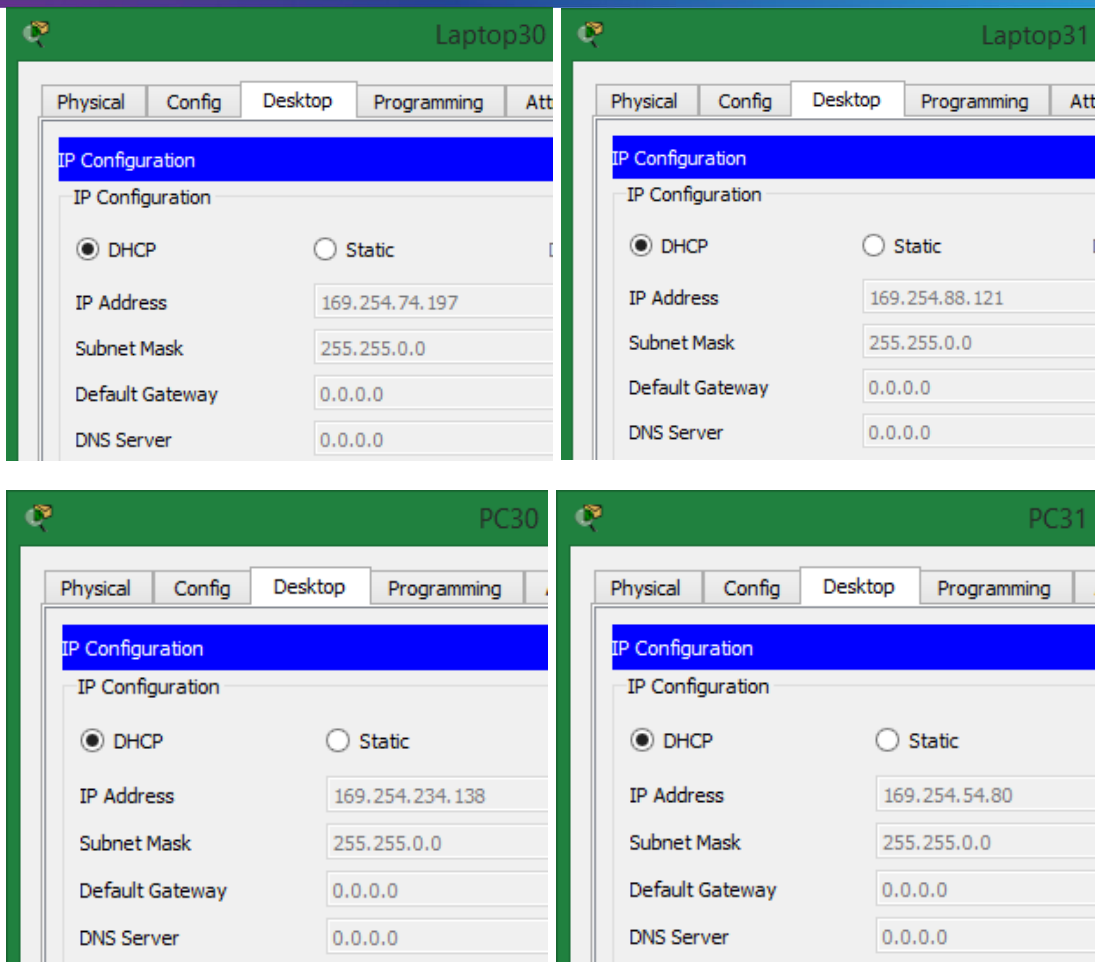 Laptop30
Physical Config Desktop Programming Att
IP Configuration
IP Configuration
DHCP Static
IP Address 169.254.74.197
Subnet Mask 255.255.0.0
Default Gateway 0.0.0.0
DNS Server 0.0.0.0
Laptop31
Physical Config Desktop Programming Att
IP Configuration
IP Configuration
DHCP Static
IP Address 169.254.88.121
Subnet Mask 255.255.0.0
Default Gateway 0.0.0.0
DNS Server 0.0.0.0
PC30
Physical Config Desktop Programming
IP Configuration
IP Configuration
DHCP Static
IP Address 169.254.234.138
Subnet Mask 255.255.0.0
Default Gateway 0.0.0.0
DNS Server 0.0.0.0
PC31
Physical Config Desktop Programming
IP Configuration
IP Configuration
DHCP Static
IP Address 169.254.54.80
Subnet Mask 255.255.0.0
Default Gateway 0.0.0.0
DNS Server 0.0.0.0